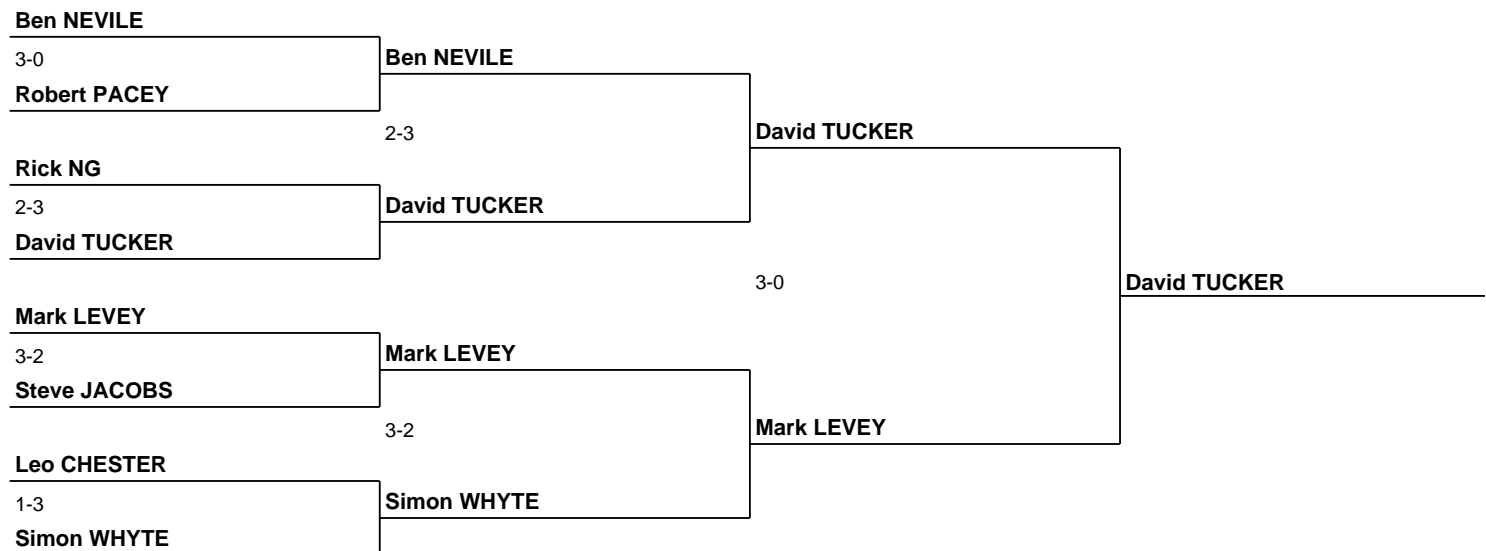 Ben NEVILE
3-0
Ben NEVILE
Robert PACEY
2-3
David TUCKER
Rick NG
2-3
David TUCKER
David TUCKER
3-0
David TUCKER
Mark LEVEY
3-2
Mark LEVEY
Steve JACOBS
3-2
Mark LEVEY
Leo CHESTER
1-3
Simon WHYTE
Simon WHYTE